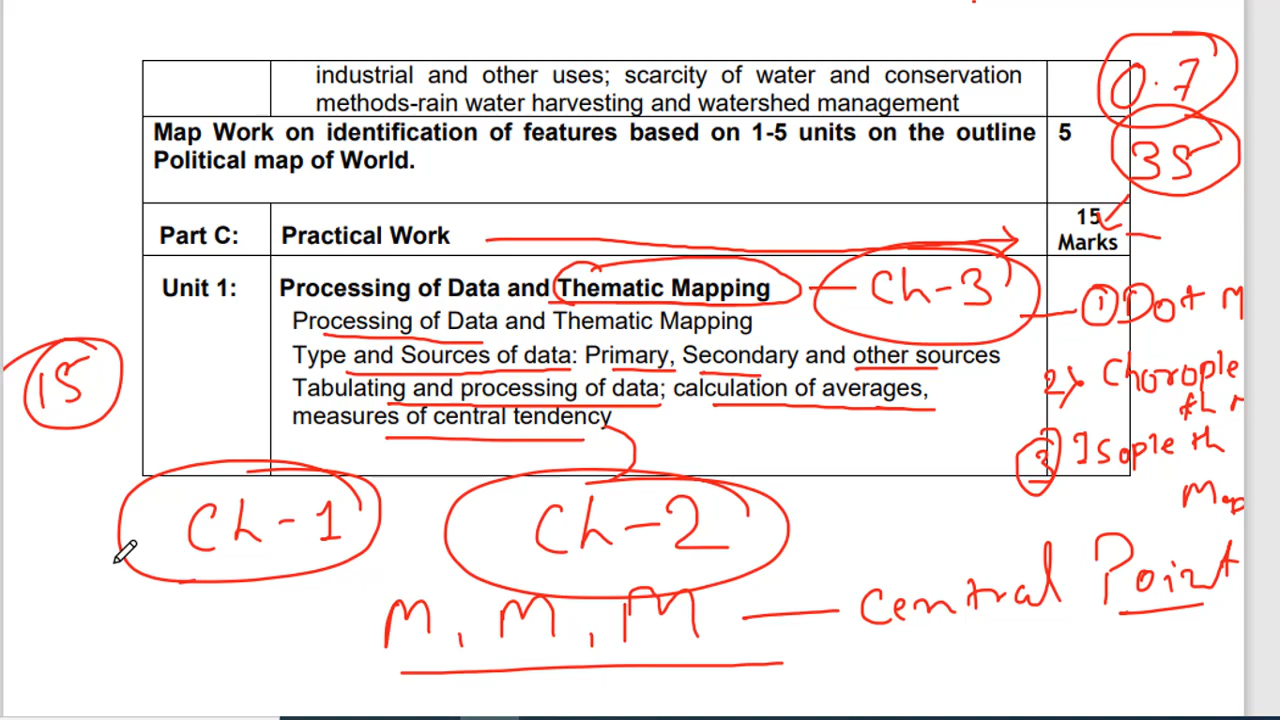 industrial and other uses; scarcity of water and conservation
methods-rain water harvesting and watershed management
0.7
Map Work on identification of features based on 1-5 units on the outline 5
Political map of World.
35
Part C: Practical Work 15
Marks
Unit 1: Processing of Data and Thematic Mapping Ch-3
① Dot M
Processing of Data and Thematic Mapping
Type and Sources of data: Primary, Secondary and other sources
2) Chorople
th
15
Tabulating and processing of data; calculation of averages,
measures of central tendency
3 Isople th
Map
Ch-1 Ch-2
M, M, M — Central Point